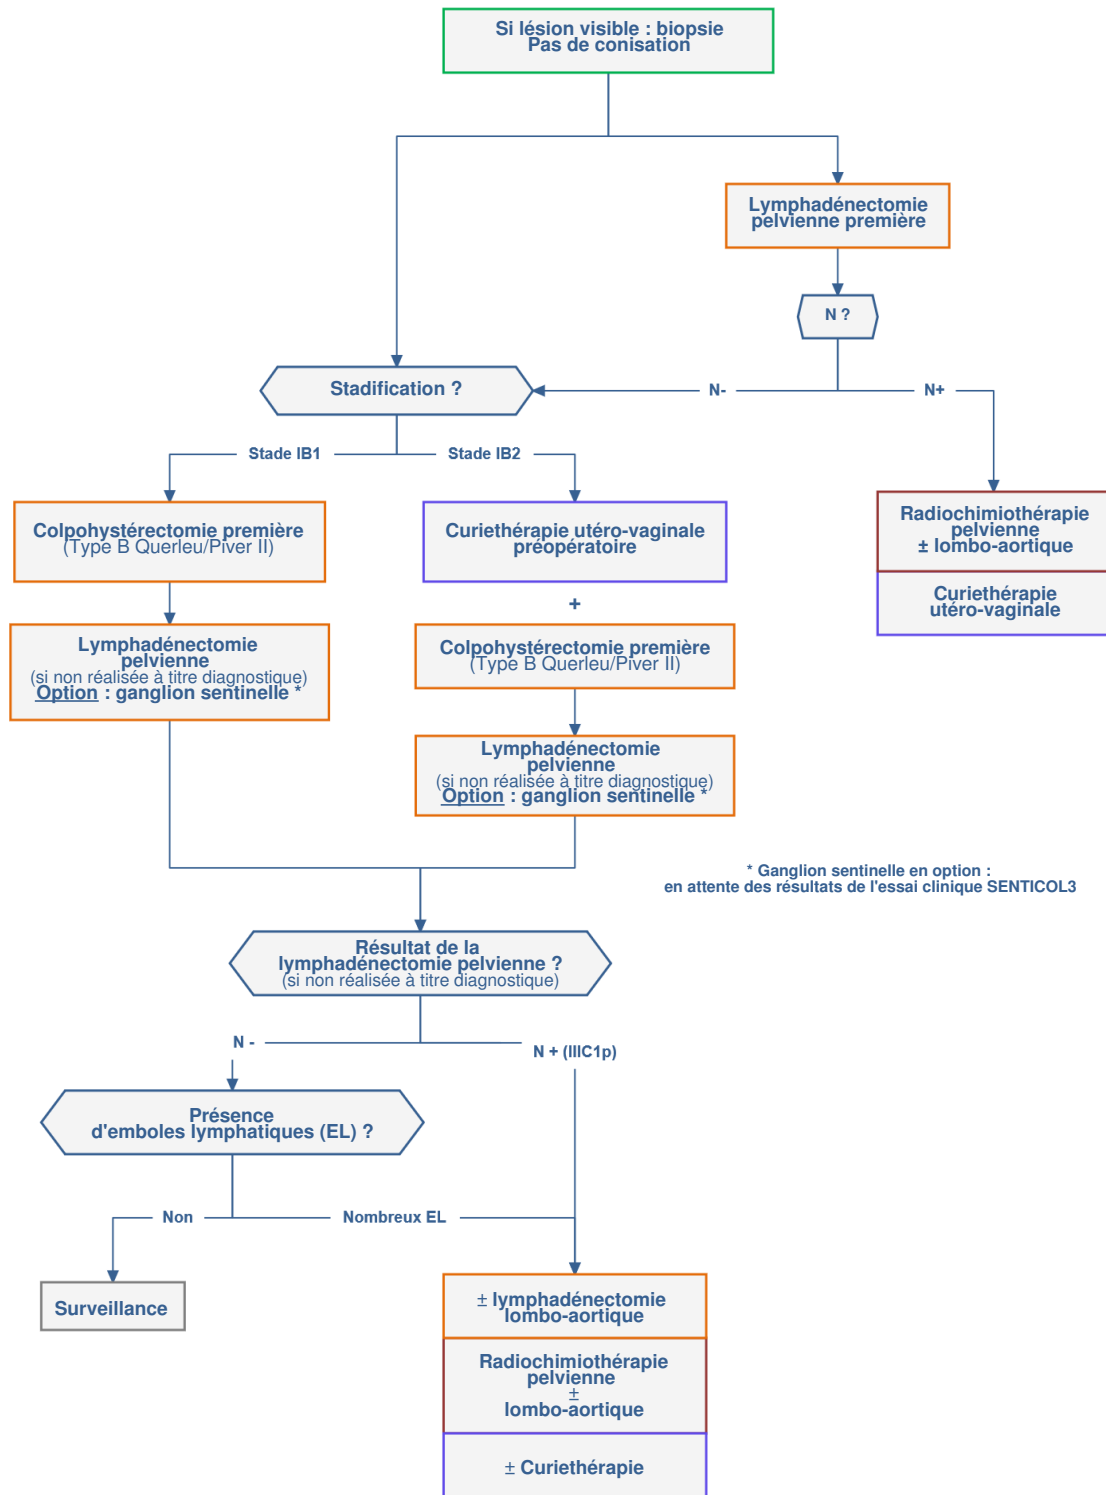 Si lésion visible : biopsie
Pas de conisation
Lymphadénectomie
pelvienne première
N ?
Stadification ?
N-
N+
Stade IB1
Stade IB2
Colpohystérectomie première
(Type B Querleu/Piver II)
Curiethérapie utéro-vaginale
préopératoire
Radiochimiothérapie
pelvienne
± lombo-aortique
Curiethérapie
utéro-vaginale
+
Lymphadénectomie
pelvienne
(si non réalisée à titre diagnostique)
Option : ganglion sentinelle *
Colpohystérectomie première
(Type B Querleu/Piver II)
Lymphadénectomie
pelvienne
(si non réalisée à titre diagnostique)
Option : ganglion sentinelle *
* Ganglion sentinelle en option :
en attente des résultats de l'essai clinique SENTICOL3
Résultat de la
lymphadénectomie pelvienne ?
(si non réalisée à titre diagnostique)
N -
N + (IIIC1p)
Présence
d'emboles lymphatiques (EL) ?
Non
Nombreux EL
Surveillance
± lymphadénectomie
lombo-aortique
Radiochimiothérapie
pelvienne
±
lombo-aortique
± Curiethérapie